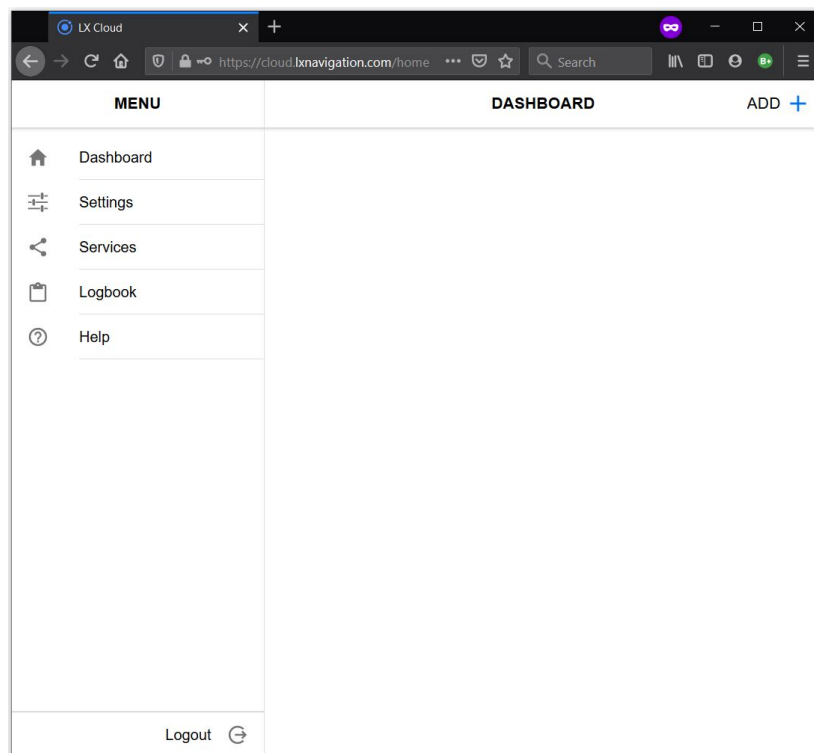 LX Cloud
https://cloud.lxnavigation.com/home
Search
B+
MENU
DASHBOARD
ADD
Dashboard
Settings
Services
Logbook
Help
Logout